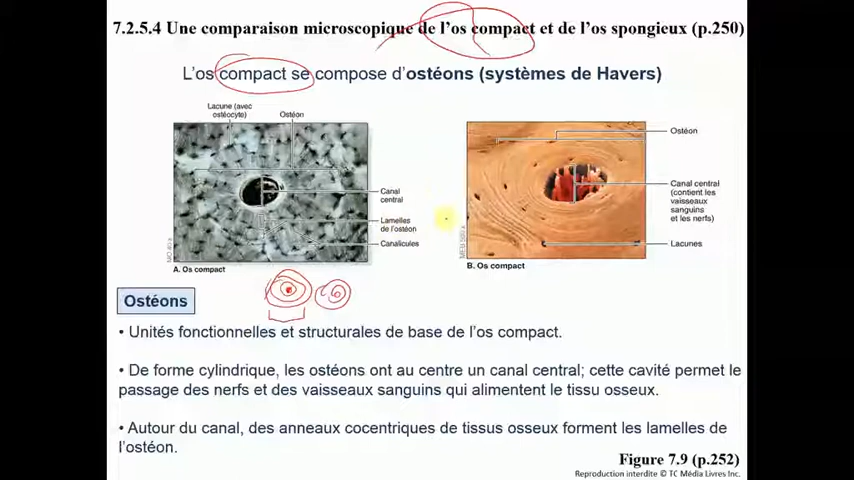 7.2.5.4 Une comparaison microscopique de l'os compact et de l'os spongieux (p.250)
L'os compact se compose d'ostéons (systèmes de Havers)
Lacune (avec
ostéocyte)
Ostéon
Canal
central
Lamelles
de l'ostéon
Canalicules
A. Os compact
Ostéon
Canal central
(contient les
vaisseaux
sanguins
et les nerfs)
Lacunes
B. Os compact
Ostéons
• Unités fonctionnelles et structurales de base de l'os compact.
• De forme cylindrique, les ostéons ont au centre un canal central; cette cavité permet le
passage des nerfs et des vaisseaux sanguins qui alimentent le tissu osseux.
• Autour du canal, des anneaux cocentriques de tissus osseux forment les lamelles de
l'ostéon.
Figure 7.9 (p.252)
Reproduction interdite © TC Média Livres Inc.